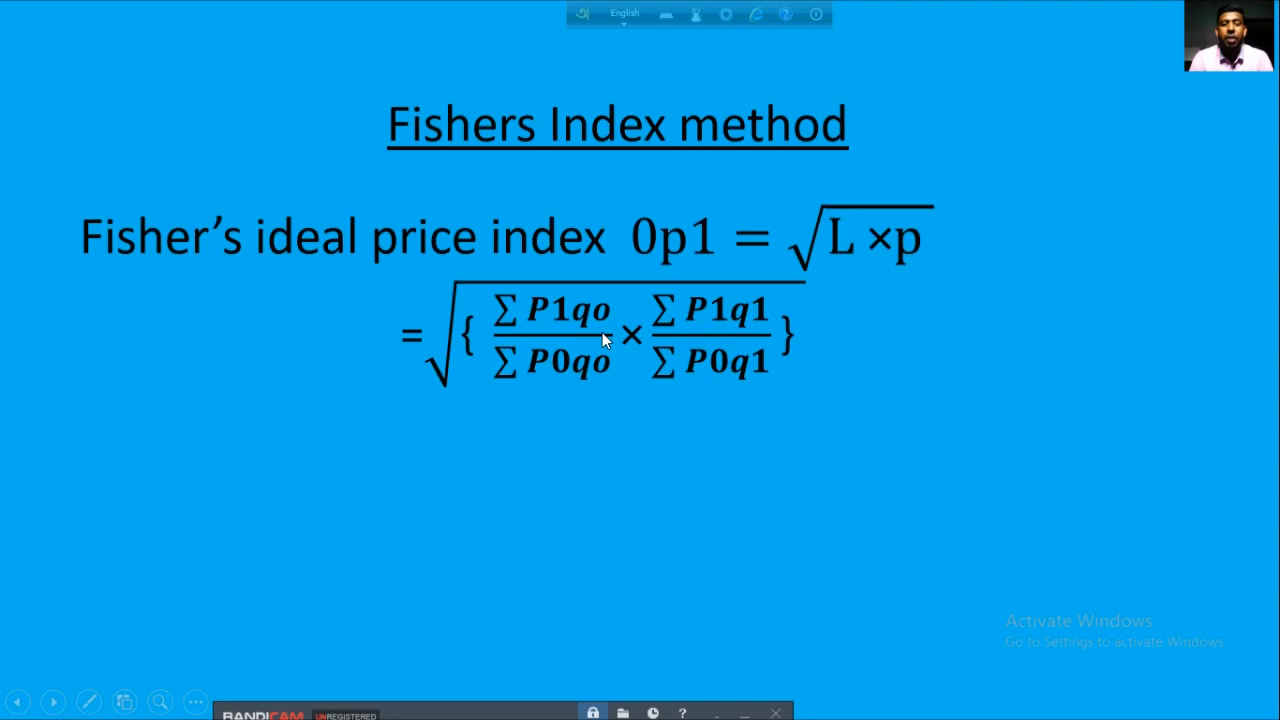 English
Fishers Index method
Fisher’s ideal price index 0p1 = √L ×p
= √{ ∑ P1qo / ∑ P0qo × ∑ P1q1 / ∑ P0q1 }
Activate Windows
Go to Settings to activate Windows.
BANDICAM UNREGISTERED